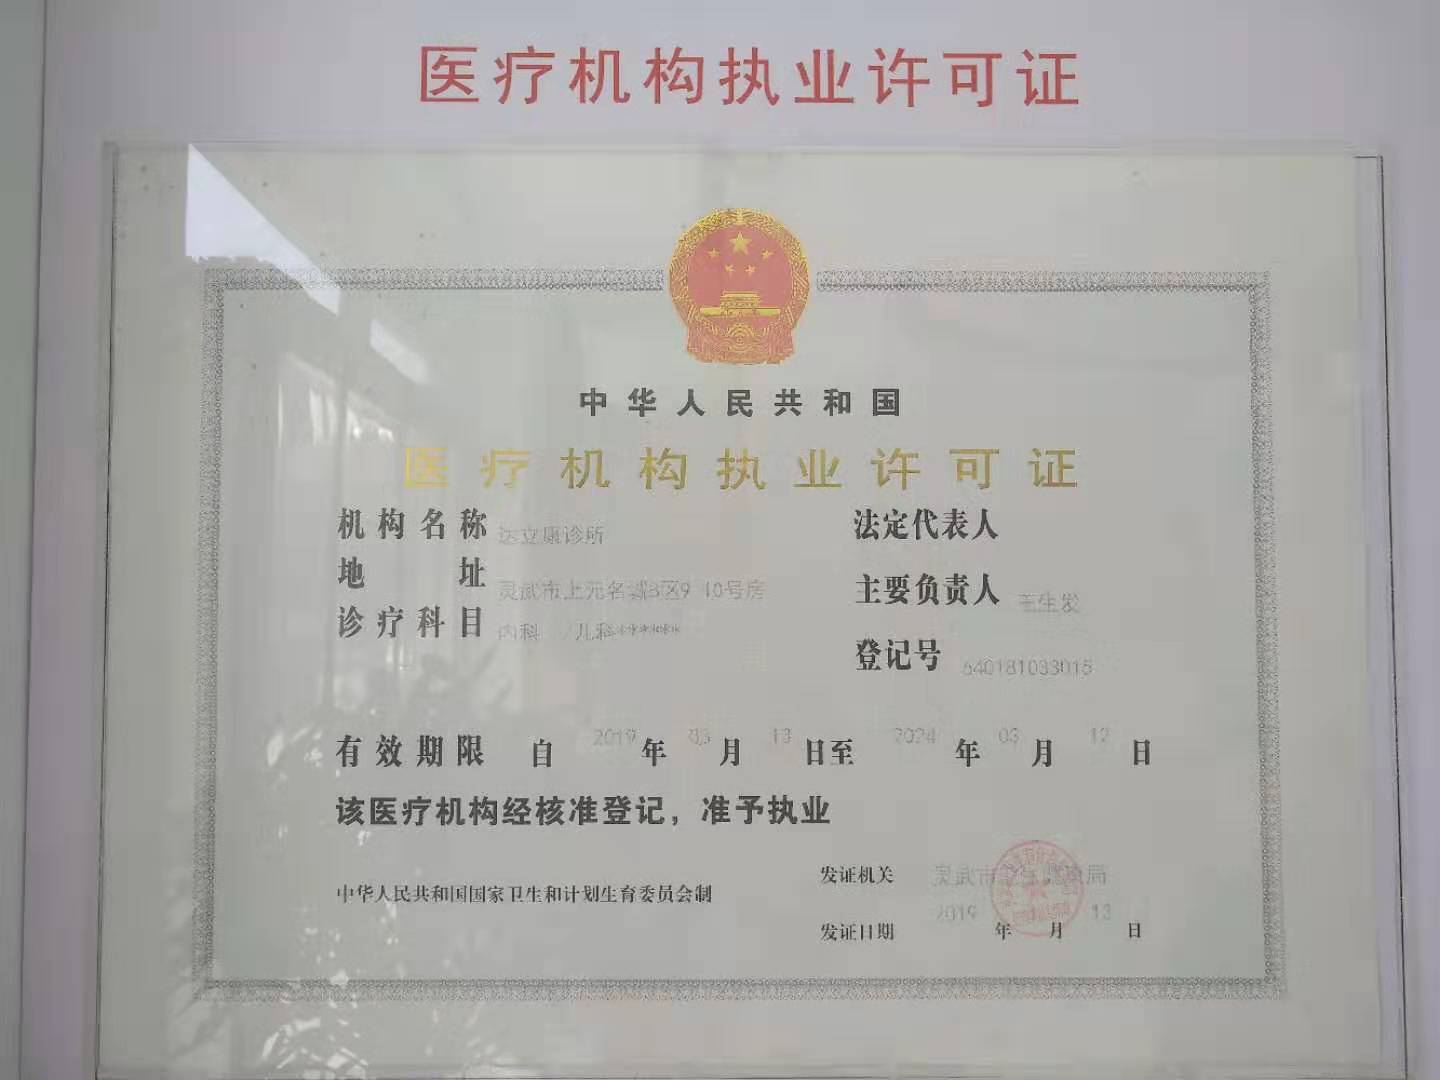 医疗机构执业许可证
中华人民共和国
医疗机构执业许可证
机构名称 达立康诊所
法定代表人
地址 灵武市上元名城B区9 10号房
主要负责人 王生发
诊疗科目 内科 /儿科******
登记号 640181033015
有效期限 自 2019 年 03 月 13 日至 2024 年 03 月 12 日
该医疗机构经核准登记，准予执业
发证机关 灵武市
中华人民共和国国家卫生和计划生育委员会制
发证日期 2019 年 月 13 日